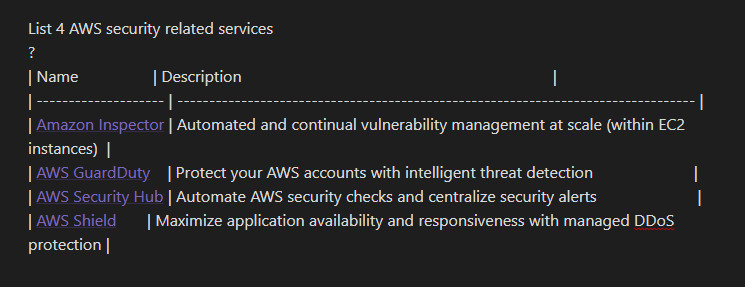 List 4 AWS security related services
?
| Name | Description |
| -------------------- | -------------------------------------------------------------------------------- |
| Amazon Inspector | Automated and continual vulnerability management at scale (within EC2
instances) |
| AWS GuardDuty | Protect your AWS accounts with intelligent threat detection |
| AWS Security Hub | Automate AWS security checks and centralize security alerts |
| AWS Shield | Maximize application availability and responsiveness with managed DDoS
protection |